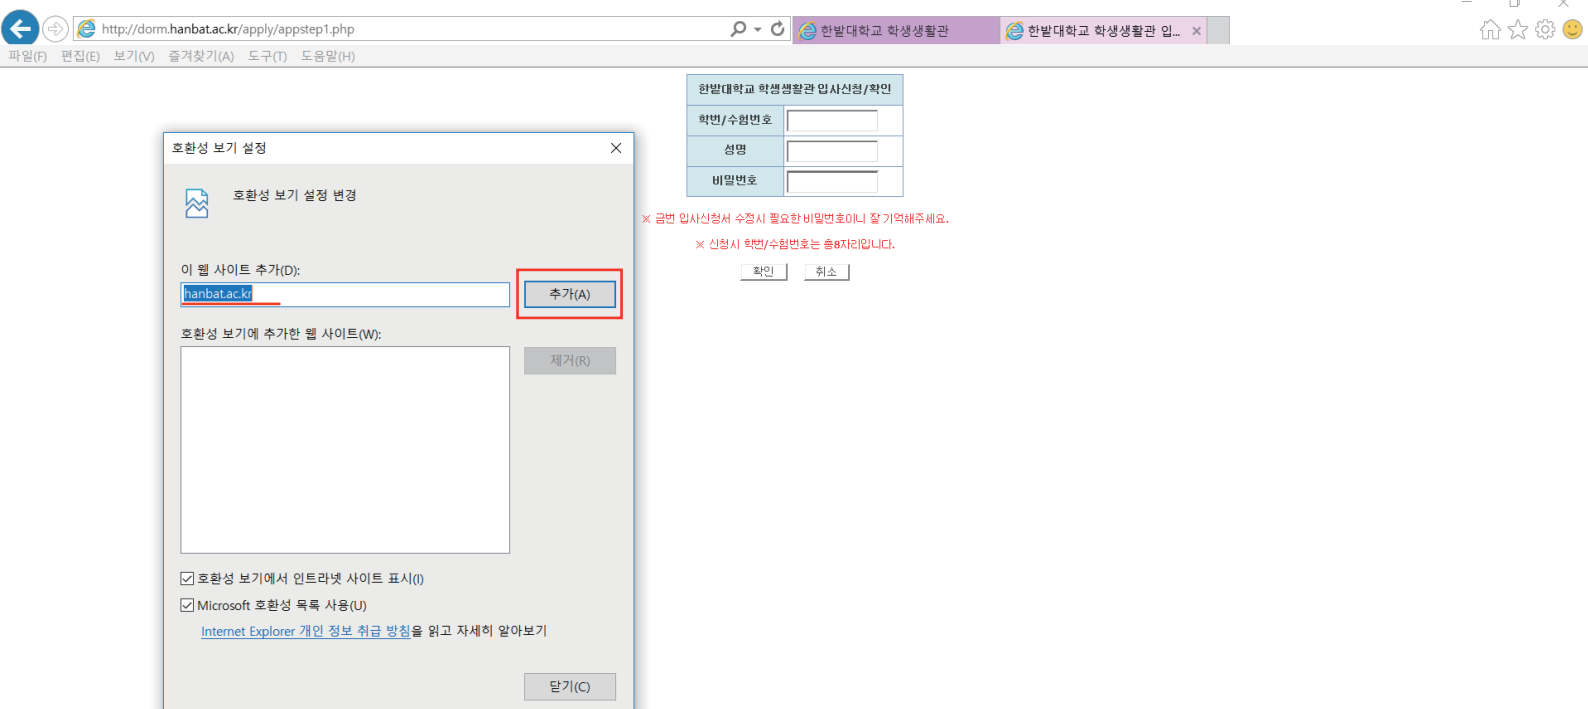 http://dorm.hanbat.ac.kr/apply/appstep1.php
한밭대학교 학생생활관
한밭대학교 학생생활관 입...
파일(F) 편집(E) 보기(V) 즐겨찾기(A) 도구(T) 도움말(H)
한밭대학교 학생생활관 입사신청/확인
학번/수험번호
성명
비밀번호
※ 금번 입사신청서 수정시 필요한 비밀번호이니 잘 기억해주세요.
※ 신청시 학번/수험번호는 총8자리입니다.
확인 취소
호환성 보기 설정
호환성 보기 설정 변경
이 웹 사이트 추가(D):
hanbat.ac.kr
추가(A)
호환성 보기에 추가한 웹 사이트(W):
제거(R)
호환성 보기에서 인트라넷 사이트 표시(I)
Microsoft 호환성 목록 사용(U)
Internet Explorer 개인 정보 취급 방침을 읽고 자세히 알아보기
닫기(C)